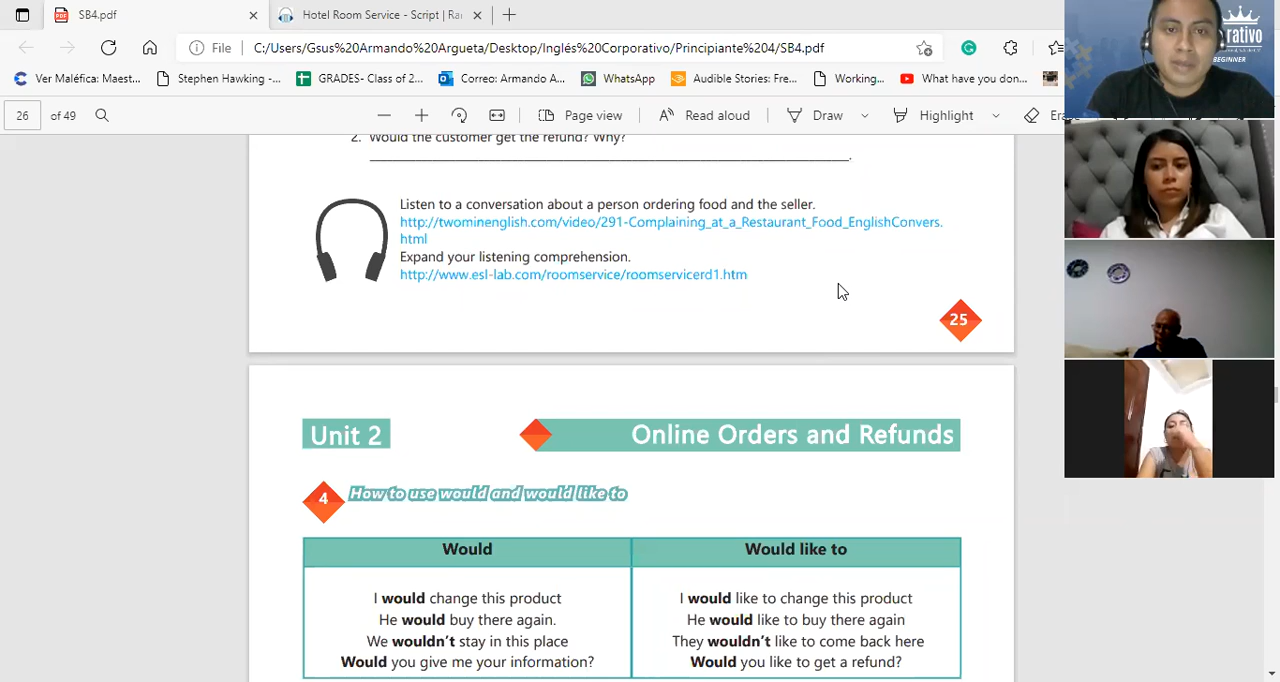 SB4.pdf
Hotel Room Service - Script | Ra
File C:/Users/Gsus%20Armando%20Argueta/Desktop/Inglés%20Corporativo/Principiante%204/SB4.pdf
Ver Maléfica: Maest... Stephen Hawking -... GRADES- Class of 2... Correo: Armando A... WhatsApp Audible Stories: Fre... Working... What have you don...
26 of 49 Page view Read aloud Draw Highlight
rativo
BEGINNER
2. Would the customer get the refund? Why?
Listen to a conversation about a person ordering food and the seller.
http://twominenglish.com/video/291-Complaining_at_a_Restaurant_Food_EnglishConvers.
html
Expand your listening comprehension.
http://www.esl-lab.com/roomservice/roomservicerd1.htm
25
Unit 2 Online Orders and Refunds
4 How to use would and would like to
Would Would like to
I would change this product I would like to change this product
He would buy there again. He would like to buy there again
We wouldn't stay in this place They wouldn't like to come back here
Would you give me your information? Would you like to get a refund?